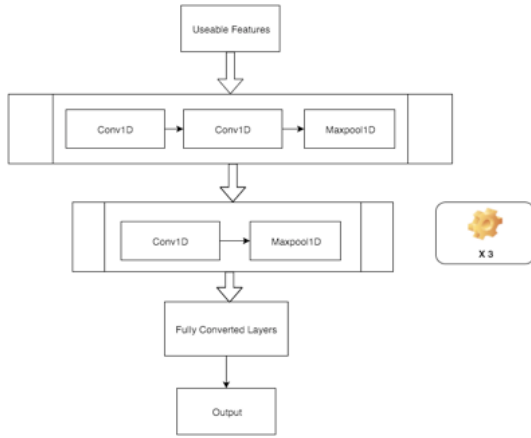 Useable Features
Conv1D
Conv1D
Maxpool1D
Conv1D
Maxpool1D
X 3
Fully Converted Layers
Output